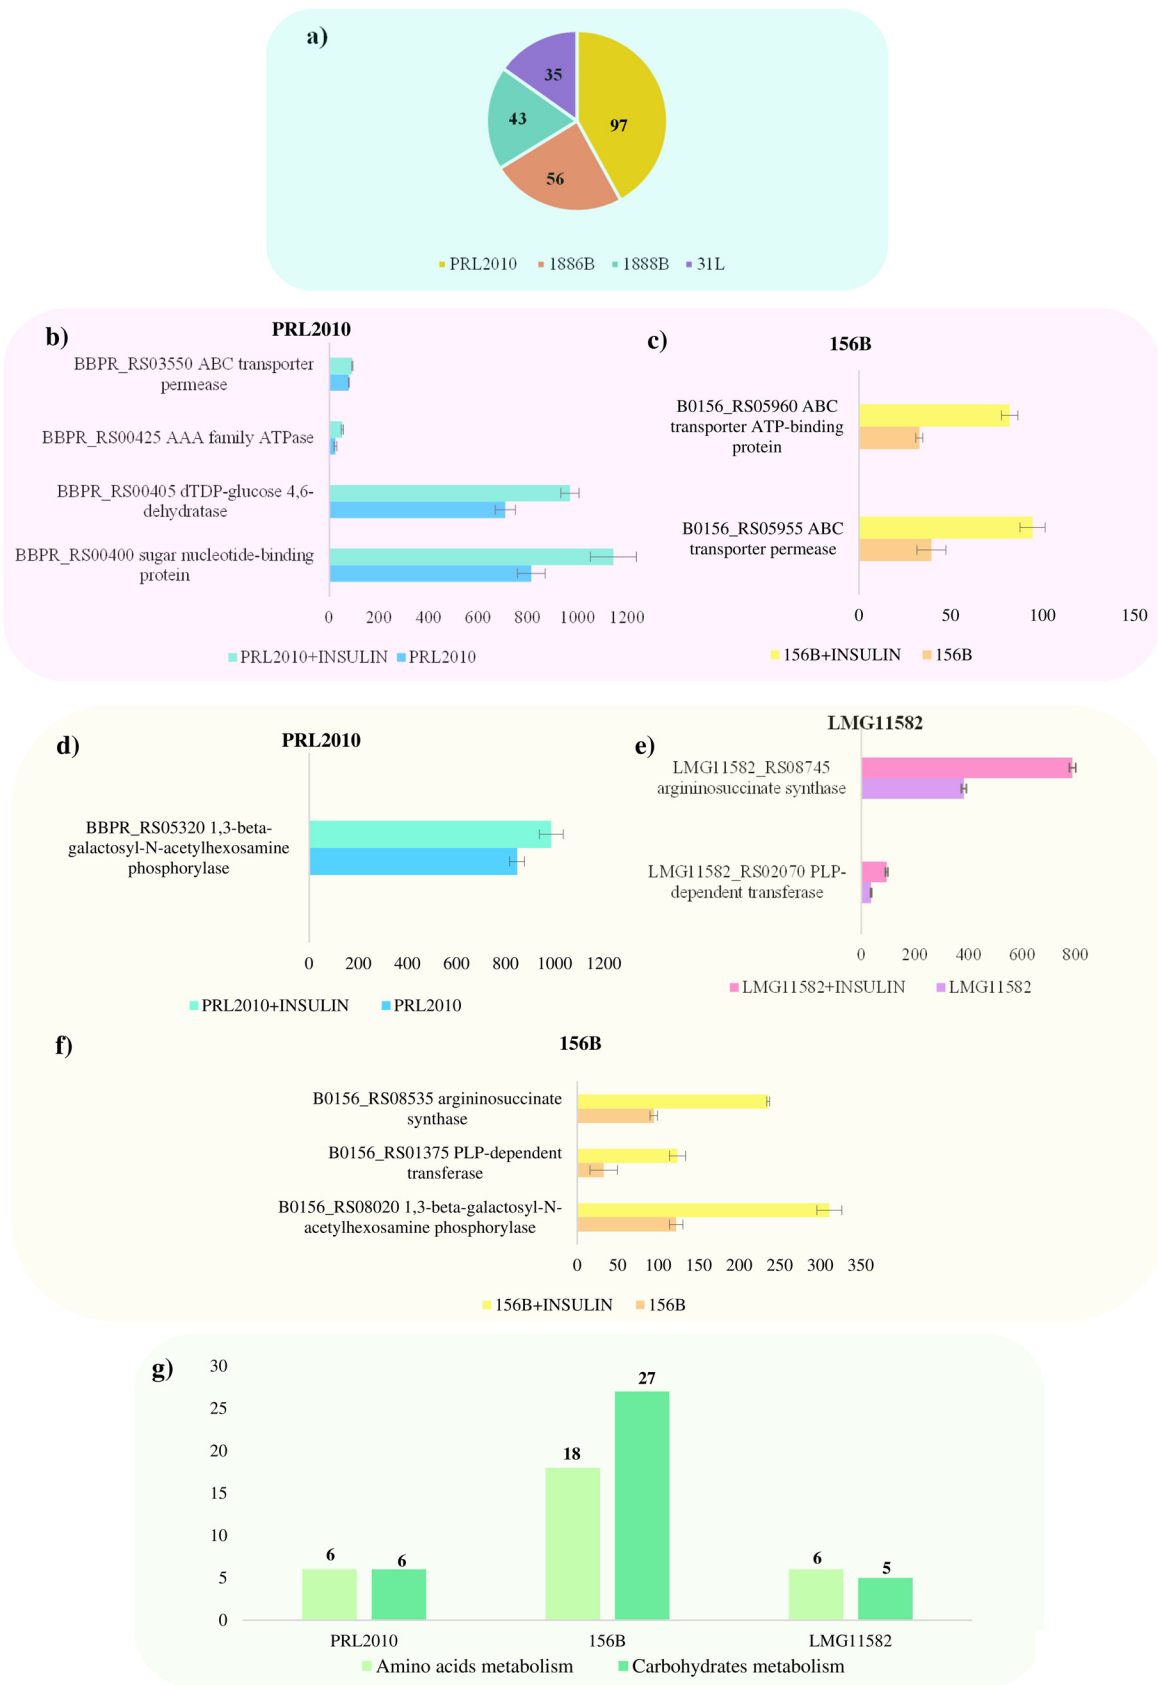 a)
35
97
43
56
PRL2010 1886B 1888B 31L
b)
PRL2010
BBPR_RS03550 ABC transporter
permease
BBPR_RS00425 AAA family ATPase
BBPR_RS00405 dTDP-glucose 4,6-
dehydratase
BBPR_RS00400 sugar nucleotide-binding
protein
0 200 400 600 800 1000 1200
PRL2010+INSULIN PRL2010
c)
156B
B0156_RS05960 ABC
transporter ATP-binding
protein
B0156_RS05955 ABC
transporter permease
0 50 100 150
156B+INSULIN 156B
d)
PRL2010
BBPR_RS05320 1,3-beta-
galactosyl-N-acetylhexosamine
phosphorylase
0 200 400 600 800 1000 1200
PRL2010+INSULIN PRL2010
e)
LMG11582
LMG11582_RS08745
argininosuccinate synthase
LMG11582_RS02070 PLP-
dependent transferase
0 200 400 600 800
LMG11582+INSULIN LMG11582
f)
156B
B0156_RS08535 argininosuccinate
synthase
B0156_RS01375 PLP-dependent
transferase
B0156_RS08020 1,3-beta-galactosyl-N-
acetylhexosamine phosphorylase
0 50 100 150 200 250 300 350
156B+INSULIN 156B
g)
30
25
20
15
10
5
0
6 6
18 27
6 5
PRL2010 156B LMG11582
Amino acids metabolism Carbohydrates metabolism